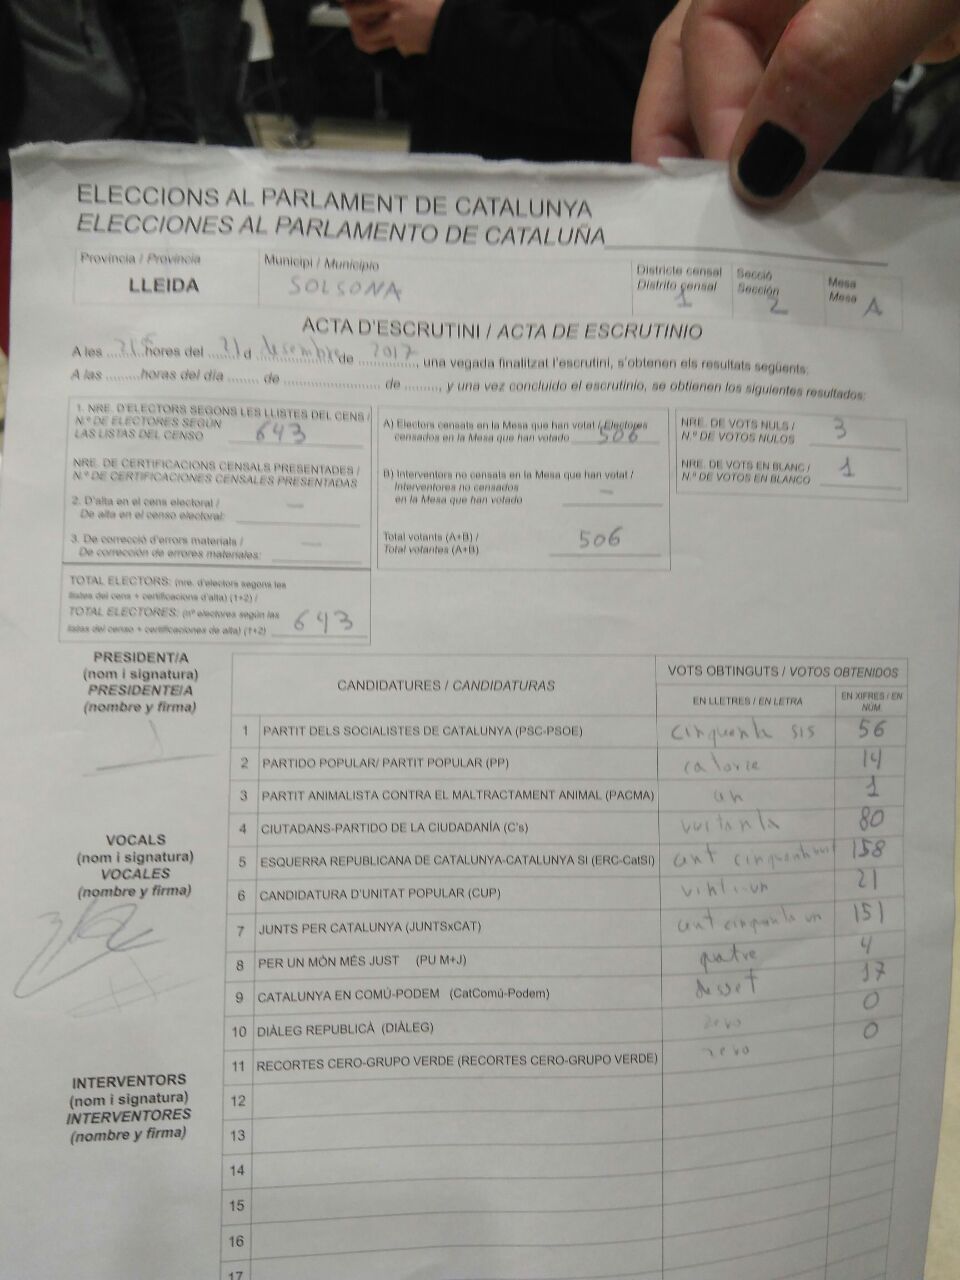 ELECCIONS AL PARLAMENT DE CATALUNYA
ELECCIONES AL PARLAMENTO DE CATALUÑA
Provincia / Provincia
LLEIDA
Municipi / Municipio
SOLSONA
Districte censal
Distrito censal
1
Secció
Sección
2
Mesa
Mesa A
ACTA D'ESCRUTINI / ACTA DE ESCRUTINIO
A les ........hores del 21 d desembre de 2017, una vegada finalitzat l'escrutini, s'obtenen els resultats següents:
A las .........horas del día ........ de ........................ de ........, y una vez concluido el escrutinio, se obtienen los siguientes resultados:
1. NRE. D'ELECTORS SEGONS LES LLISTES DEL CENS /
N.º DE ELECTORES SEGÚN
LAS LISTAS DEL CENSO 643
NRE. DE CERTIFICACIONS CENSALS PRESENTADES /
N.º DE CERTIFICACIONES CENSALES PRESENTADAS
2. D'alta en el cens electoral /
De alta en el censo electoral: —
3. De correcció d'errors materials /
De corrección de errores materiales: —
TOTAL ELECTORS: (nre. d'electors segons les
llistes del cens + certificacions d'alta) (1+2) /
TOTAL ELECTORES: (nº electores según las
listas del censo + certificaciones de alta) (1+2) 643
A) Electors censats en la Mesa que han votat / Electores
censados en la Mesa que han votado 506
B) Interventors no censats en la Mesa que han votat /
Interventores no censados
en la Mesa que han votado —
Total votants (A+B) /
Total votantes (A+B) 506
NRE. DE VOTS NULS /
N.º DE VOTOS NULOS 3
NRE. DE VOTS EN BLANC /
N.º DE VOTOS EN BLANCO 1
PRESIDENT/A
(nom i signatura)
PRESIDENTE/A
(nombre y firma)
VOCALS
(nom i signatura)
VOCALES
(nombre y firma)
INTERVENTORS
(nom i signatura)
INTERVENTORES
(nombre y firma)
CANDIDATURES / CANDIDATURAS
VOTS OBTINGUTS / VOTOS OBTENIDOS
EN LLETRES / EN LETRA
EN XIFRES / EN
NÚM.
1 PARTIT DELS SOCIALISTES DE CATALUNYA (PSC-PSOE) cinquanta sis 56
2 PARTIDO POPULAR/ PARTIT POPULAR (PP) catorze 14
3 PARTIT ANIMALISTA CONTRA EL MALTRACTAMENT ANIMAL (PACMA) un 1
4 CIUTADANS-PARTIDO DE LA CIUDADANÍA (C's) vuitanta 80
5 ESQUERRA REPUBLICANA DE CATALUNYA-CATALUNYA SI (ERC-CatSI) cent cinquanta vuit 158
6 CANDIDATURA D'UNITAT POPULAR (CUP) vint-i-un 21
7 JUNTS PER CATALUNYA (JUNTSxCAT) cent cinquanta un 151
8 PER UN MÓN MÉS JUST (PU M+J) quatre 4
9 CATALUNYA EN COMÚ-PODEM (CatComú-Podem) disset 17
10 DIÀLEG REPUBLICÀ (DIÀLEG) zero 0
11 RECORTES CERO-GRUPO VERDE (RECORTES CERO-GRUPO VERDE) zero 0
12
13
14
15
16
17